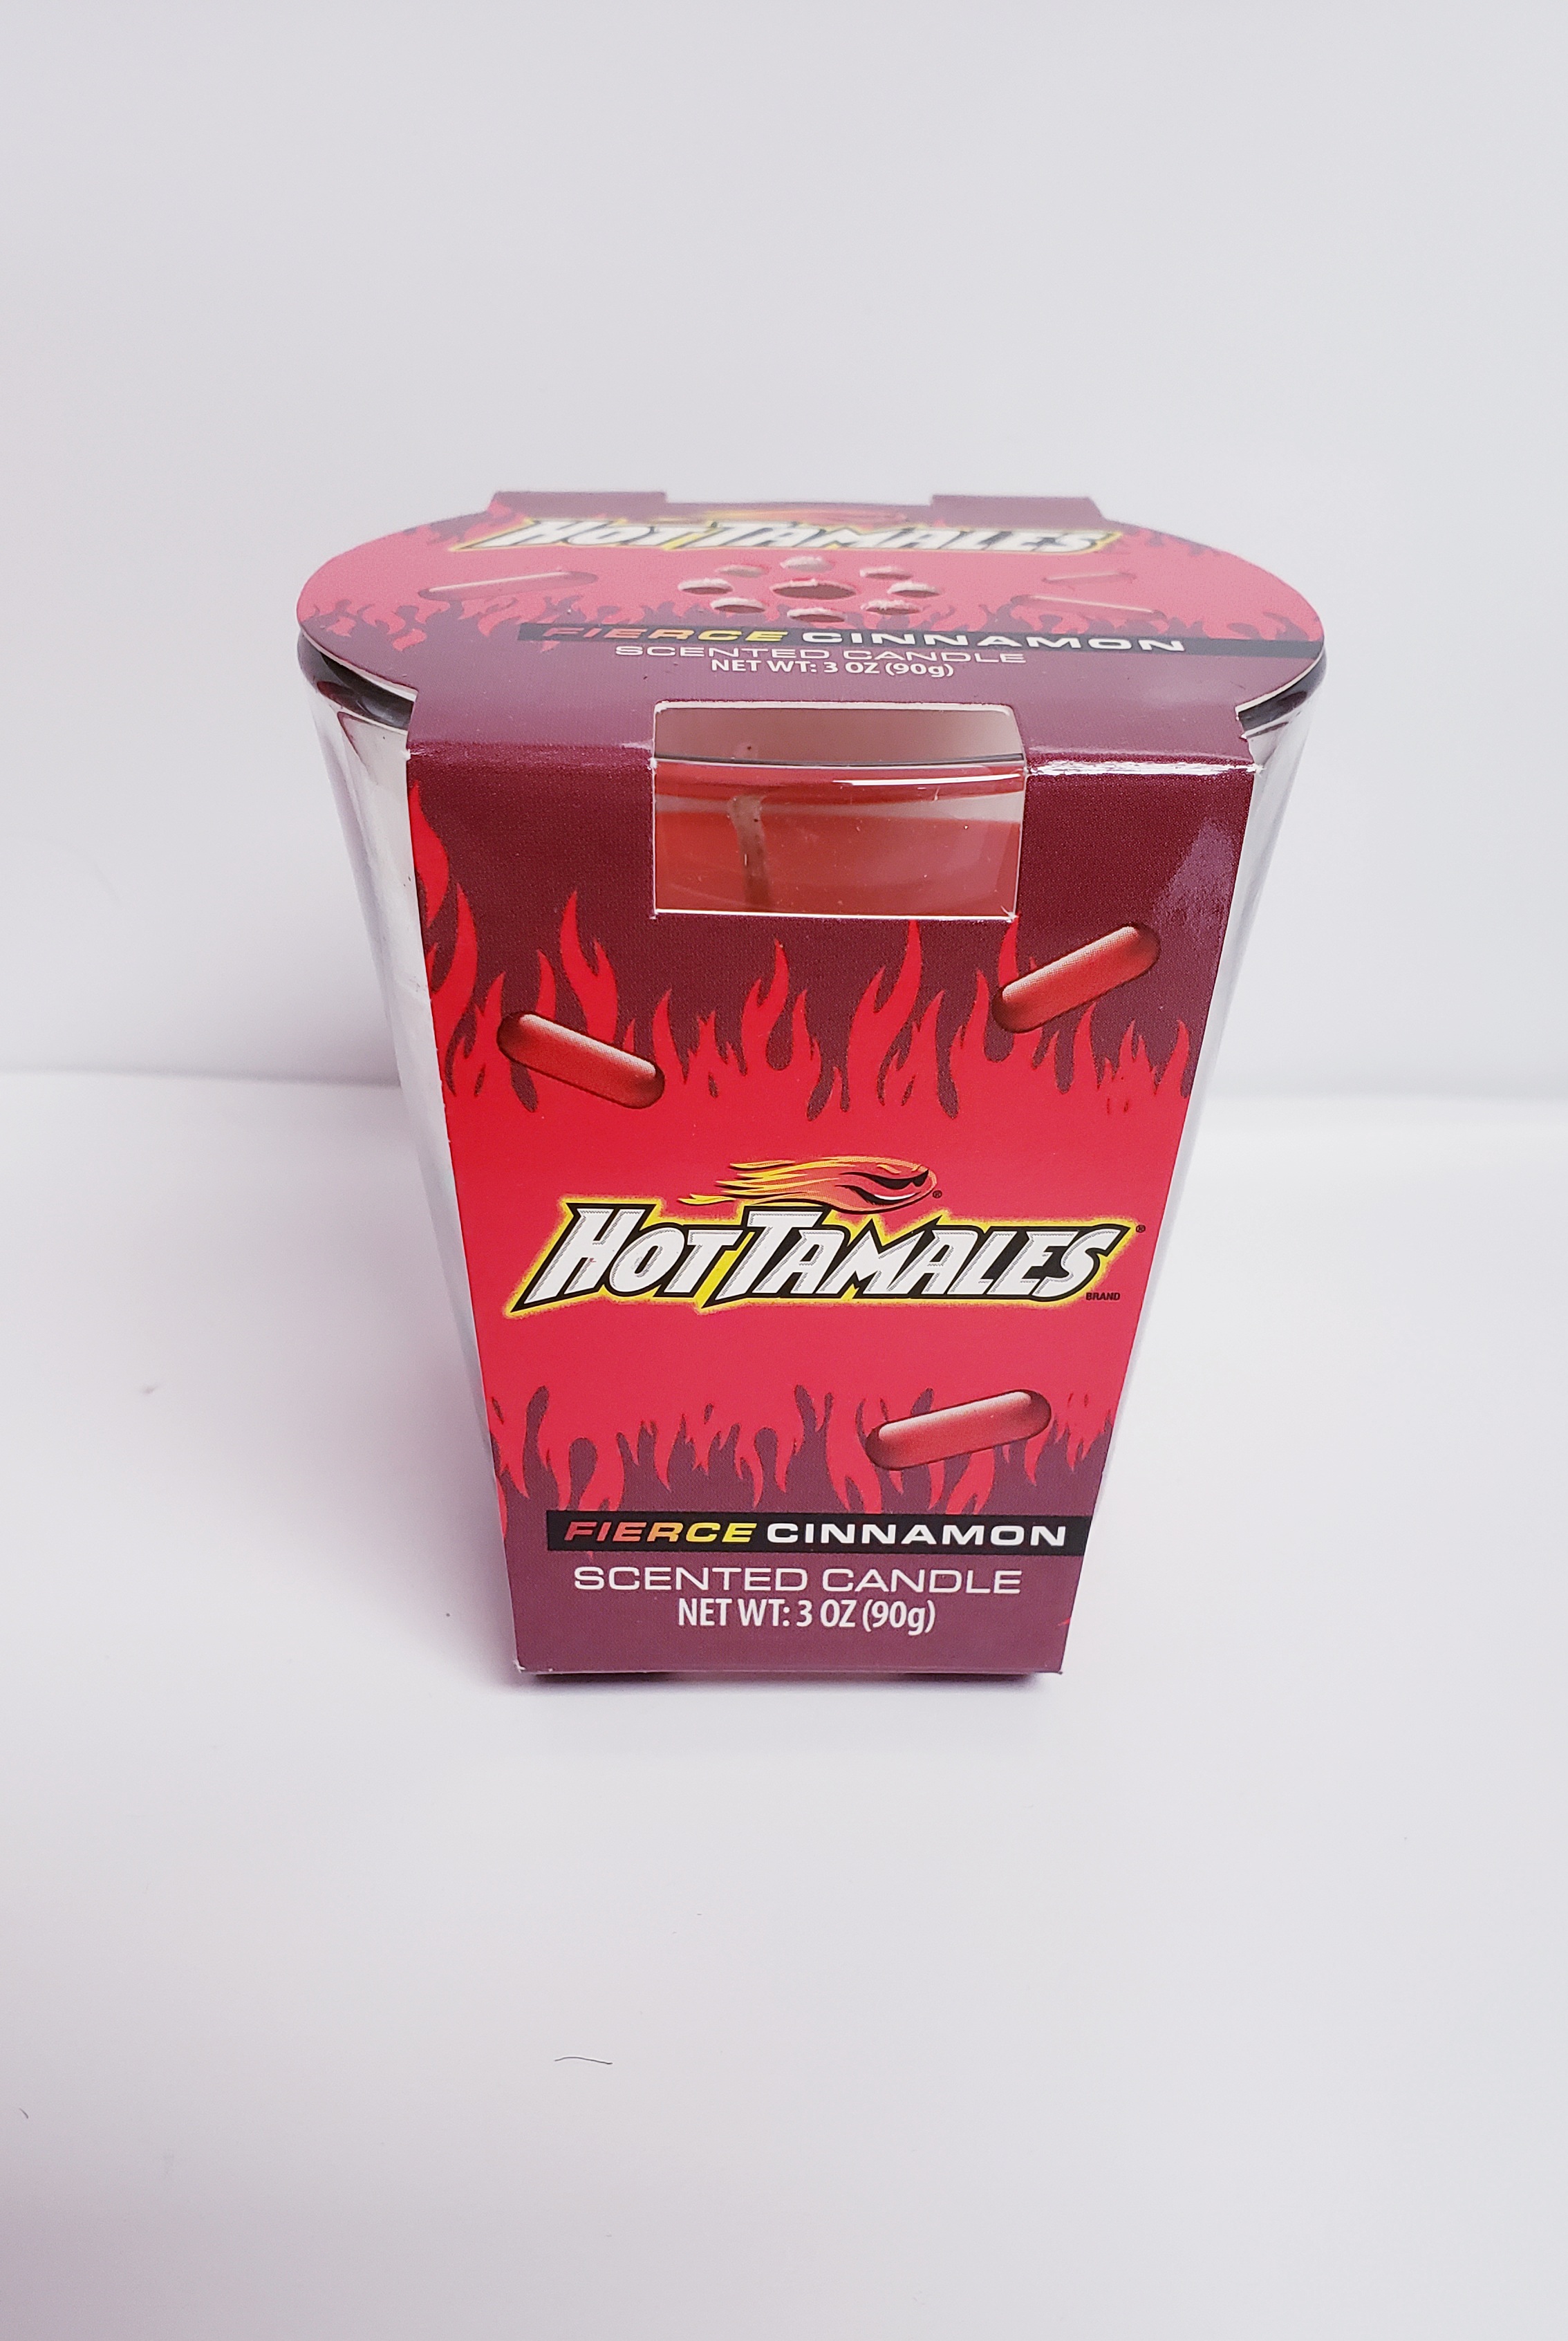 HOT TAMALES
FIERCE CINNAMON
SCENTED CANDLE
NET WT: 3 OZ (90g)
®
HOT TAMALES®
BRAND
FIERCE CINNAMON
SCENTED CANDLE
NET WT: 3 OZ (90g)